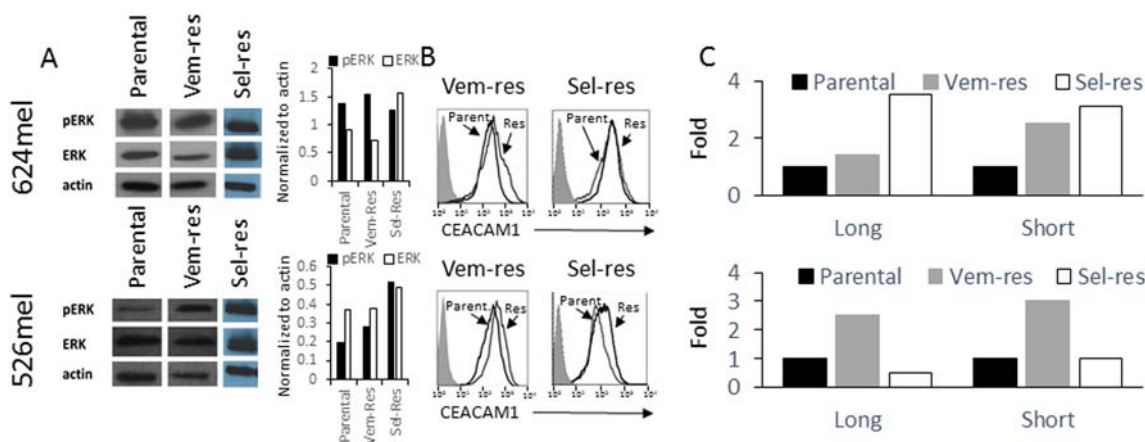 A
B
C
624mel
Parental
Vem-res
Sel-res
pERK
ERK
actin
pERK ERK
Normalized to actin
2
1.5
1
0.5
0
Parental
Vem-Res
Sel-Res
Vem-res
Sel-res
Parent.
Res
Parent.
Res
CEACAM1
Parental Vem-res Sel-res
Fold
4
2
0
Long
Short
526mel
Parental
Vem-res
Sel-res
pERK
ERK
actin
pERK ERK
Normalized to actin
0.6
0.5
0.4
0.3
0.2
0.1
0
Parental
Vem-Res
Sel-Res
Vem-res
Sel-res
Parent.
Res
Parent.
Res
CEACAM1
Parental Vem-res Sel-res
Fold
4
3
2
1
0
Long
Short